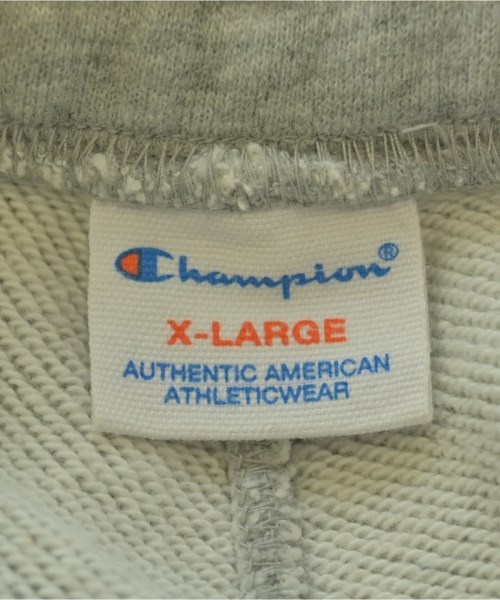 Champion®
X-LARGE
AUTHENTIC AMERICAN
ATHLETICWEAR